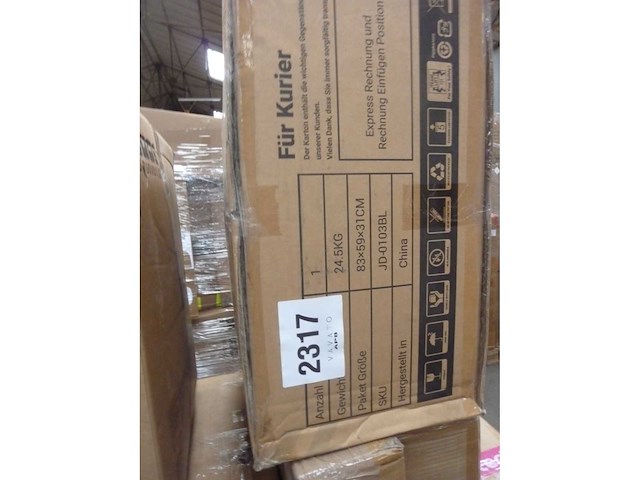 Für Kurier
Der Karton enthält die wichtigen Gegenstände
unserer Kunden.
Vielen Dank, dass Sie immer sorgfältig
Express Rechnung und
Rechnung Einfügen Position
Anzahl 1
Gewicht 24.5KG
Paket Größe 83×59×31CM
SKU JD-0103BL
Hergestellt in China
2317
VAVATO